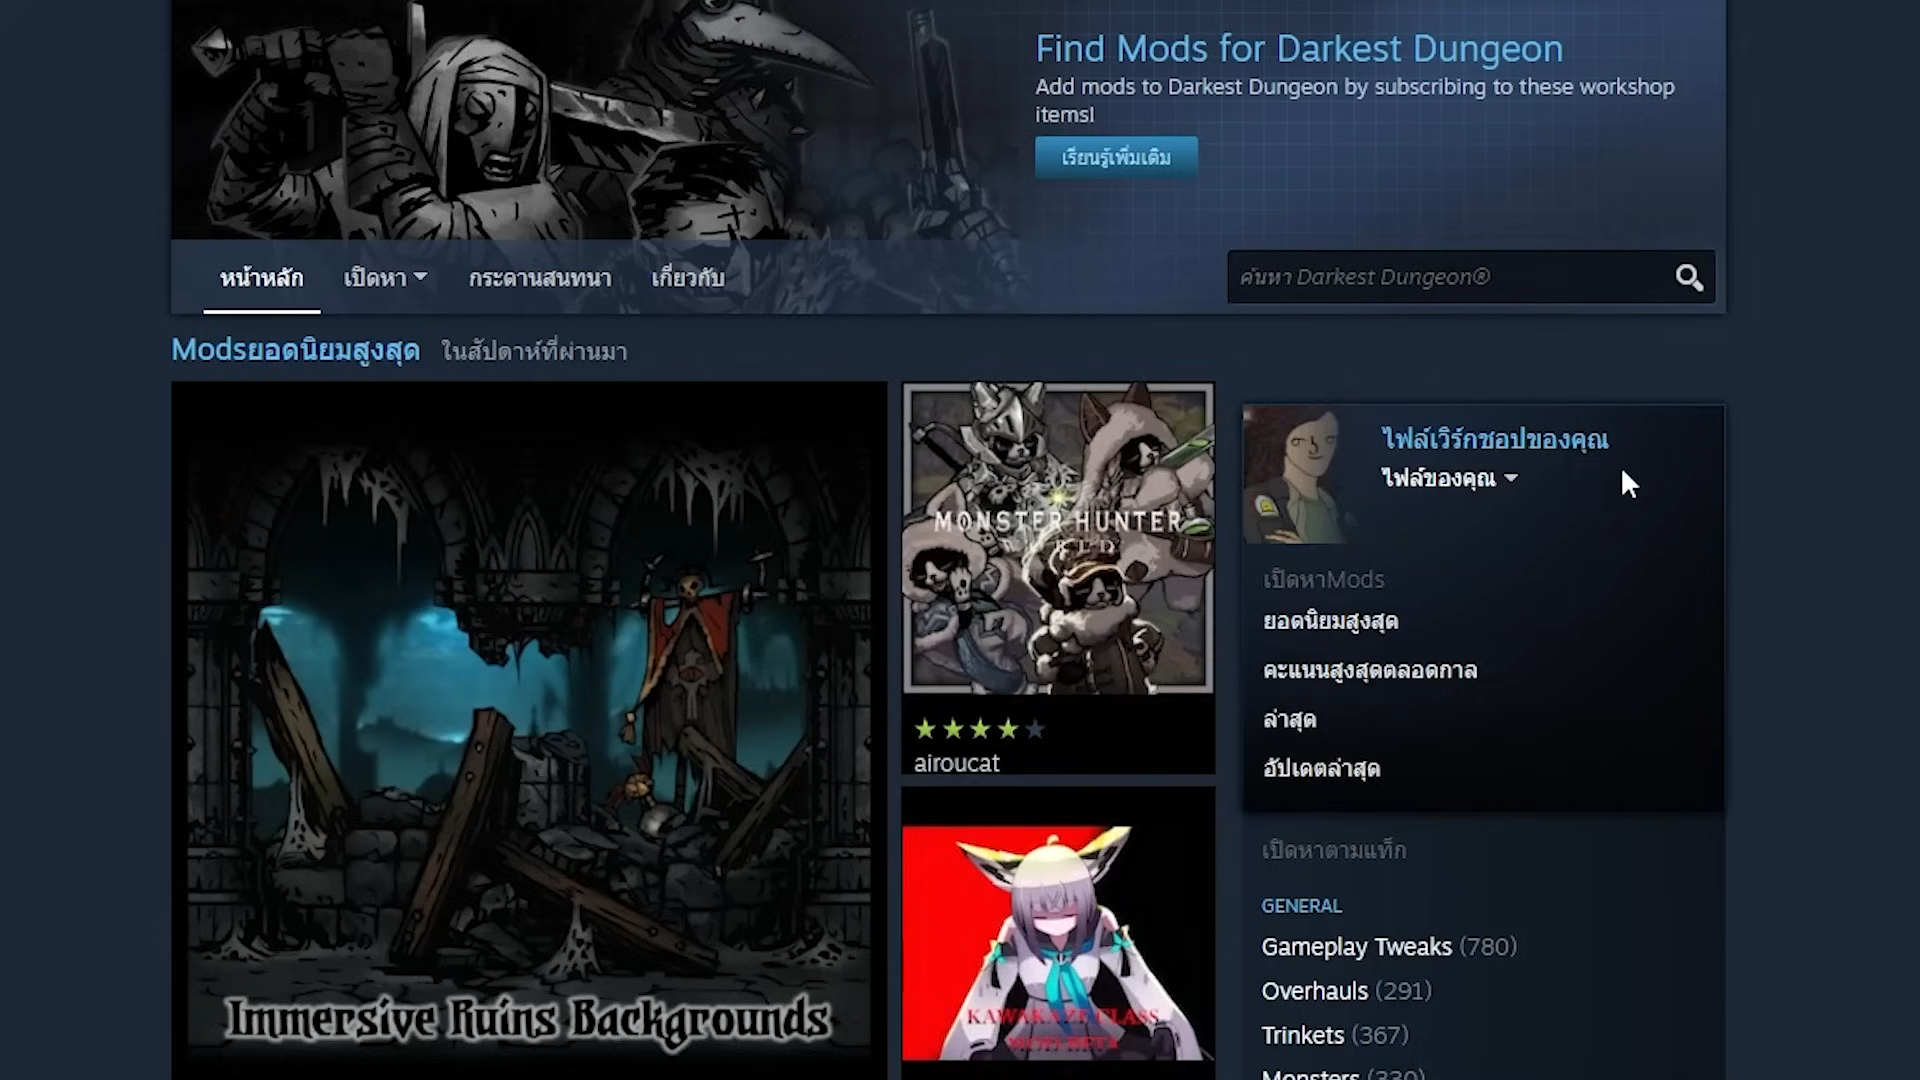 Find Mods for Darkest Dungeon
Add mods to Darkest Dungeon by subscribing to these workshop
items!
เรียนรู้เพิ่มเติม
หน้าหลัก
เปิดหา
กระดานสนทนา
เกี่ยวกับ
ค้นหา Darkest Dungeon®
Modsยอดนิยมสูงสุด ในสัปดาห์ที่ผ่านมา
Immersive Ruins Backgrounds
MONSTER HUNTER
WORLD
airoucat
KAWAKAZE CLASS
MOD BETA
ไฟล์เวิร์กชอปของคุณ
ไฟล์ของคุณ
เปิดหาMods
ยอดนิยมสูงสุด
คะแนนสูงสุดตลอดกาล
ล่าสุด
อัปเดตล่าสุด
เปิดหาตามแท็ก
GENERAL
Gameplay Tweaks (780)
Overhauls (291)
Trinkets (367)
Monsters (330)